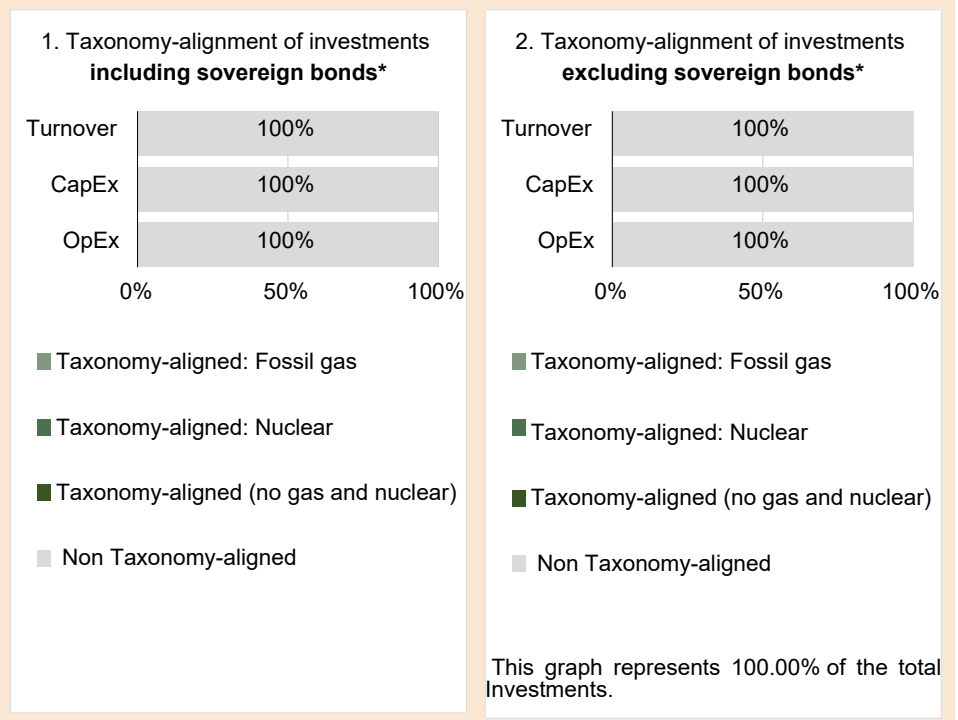 1. Taxonomy-alignment of investments
including sovereign bonds*
Turnover 100%
CapEx 100%
OpEx 100%
0% 50% 100%
Taxonomy-aligned: Fossil gas
Taxonomy-aligned: Nuclear
Taxonomy-aligned (no gas and nuclear)
Non Taxonomy-aligned
2. Taxonomy-alignment of investments
excluding sovereign bonds*
Turnover 100%
CapEx 100%
OpEx 100%
0% 50% 100%
Taxonomy-aligned: Fossil gas
Taxonomy-aligned: Nuclear
Taxonomy-aligned (no gas and nuclear)
Non Taxonomy-aligned
This graph represents 100.00% of the total
Investments.